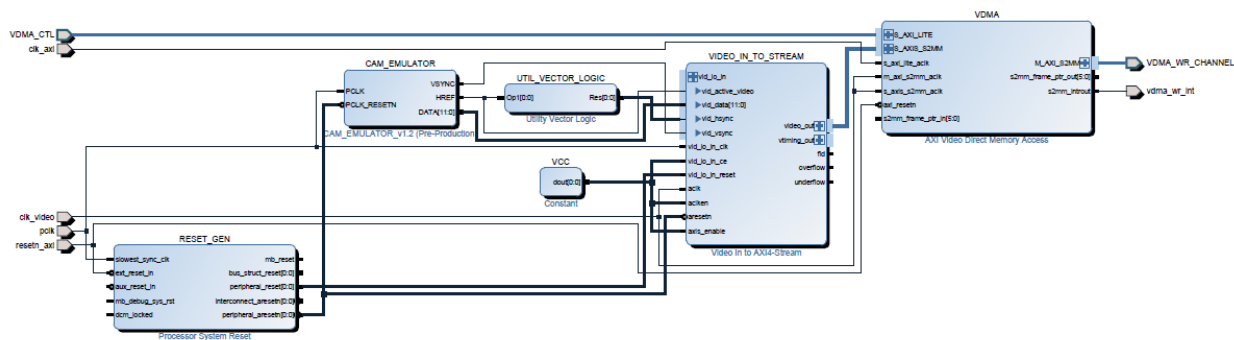 VDMA_CTL
clk_axi
clk_video
pclk
resetn_axi
CAM_EMULATOR
PCLK
PCLK_RESETN
VSYNC
HREF
DATA[11:0]
CAM_EMULATOR_v1.2 (Pre-Production
UTIL_VECTOR_LOGIC
Op1[0:0]
Res[0:0]
Utility Vector Logic
VCC
dout[0:0]
Constant
RESET_GEN
slowest_sync_clk
ext_reset_in
aux_reset_in
mb_debug_sys_rst
dcm_locked
mb_reset
bus_struct_reset[0:0]
peripheral_reset[0:0]
interconnect_aresetn[0:0]
peripheral_aresetn[0:0]
Processor System Reset
VIDEO_IN_TO_STREAM
vid_io_in
vid_active_video
vid_data[11:0]
vid_hsync
vid_vsync
vid_io_in_clk
vid_io_in_ce
vid_io_in_reset
aclk
aclken
aresetn
axis_enable
video_out
vtiming_out
fid
overflow
underflow
Video In to AXI4-Stream
VDMA
S_AXI_LITE
S_AXIS_S2MM
s_axi_lite_aclk
m_axi_s2mm_aclk
s_axis_s2mm_aclk
axi_resetn
s2mm_frame_ptr_in[5:0]
M_AXI_S2MM
s2mm_frame_ptr_out[5:0]
s2mm_introut
AXI Video Direct Memory Access
VDMA_WR_CHANNEL
vdma_wr_int